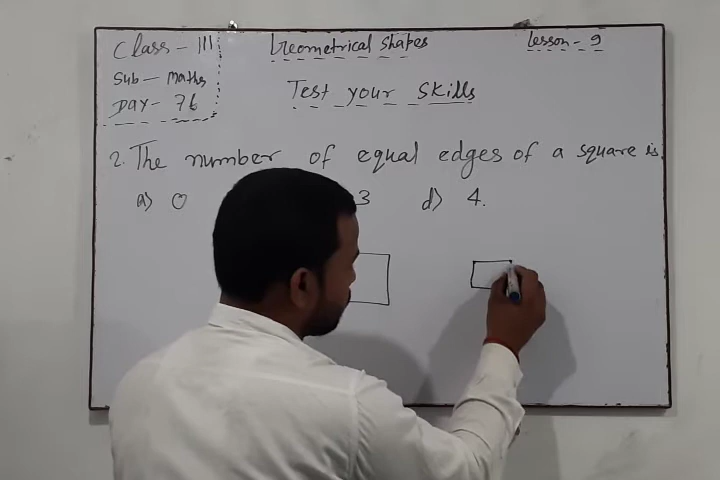 Class - III
Geometrical shapes
Lesson - 9
Sub - Maths
DAY - 76
Test your skills
2. The number of equal edges of a square is
a) 0 3 d) 4.